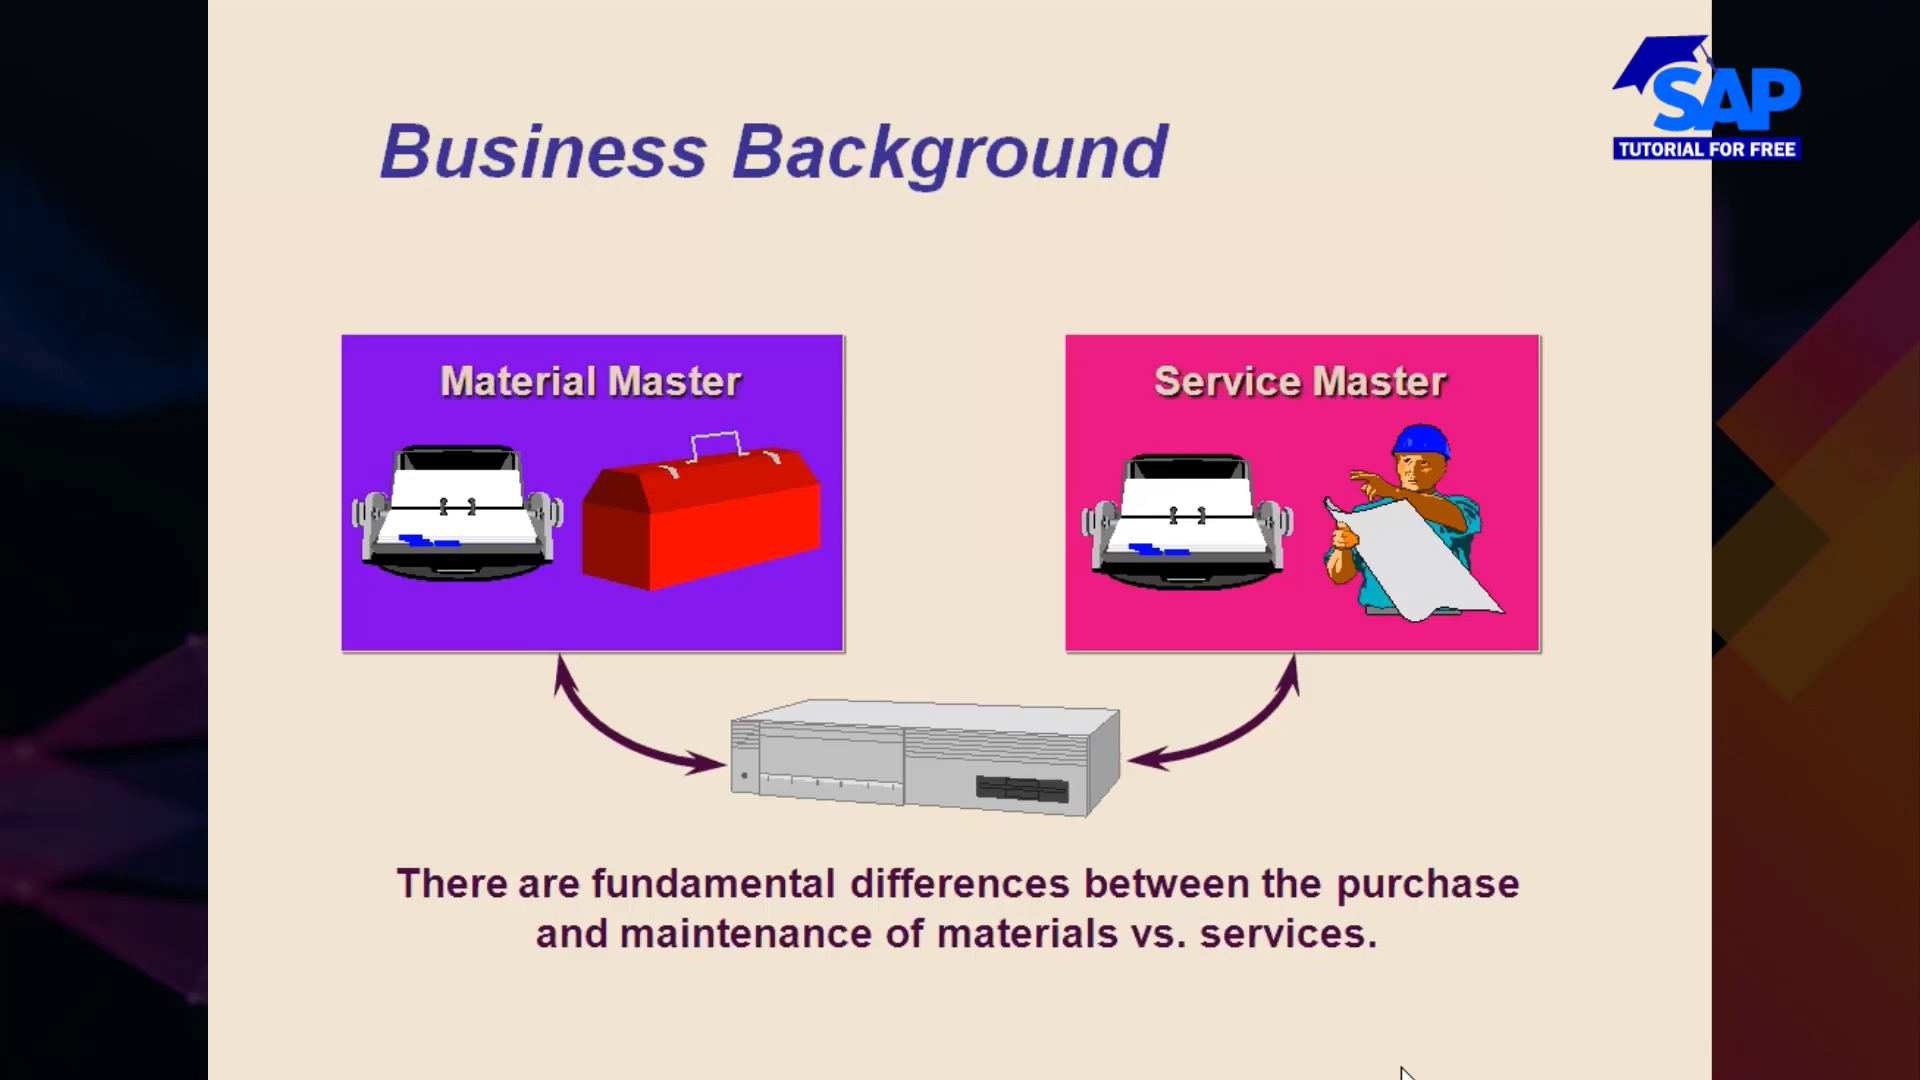 SAP
TUTORIAL FOR FREE
Business Background
Material Master
Service Master
There are fundamental differences between the purchase
and maintenance of materials vs. services.